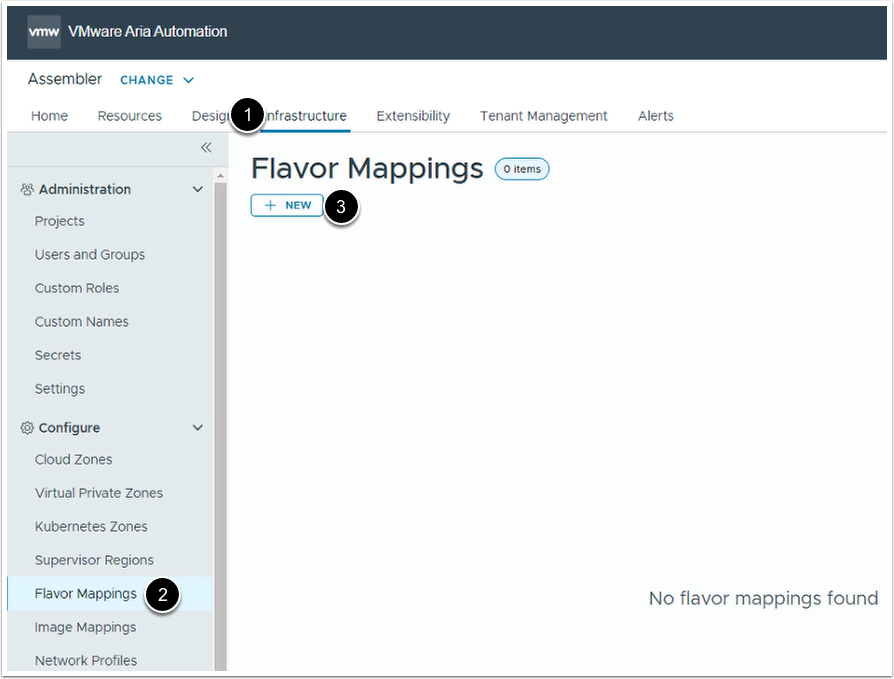 vmw VMware Aria Automation
Assembler CHANGE
Home Resources Design 1 Infrastructure Extensibility Tenant Management Alerts
Flavor Mappings 0 items
+ NEW 3
Administration
Projects
Users and Groups
Custom Roles
Custom Names
Secrets
Settings
Configure
Cloud Zones
Virtual Private Zones
Kubernetes Zones
Supervisor Regions
Flavor Mappings 2
Image Mappings
Network Profiles
No flavor mappings found